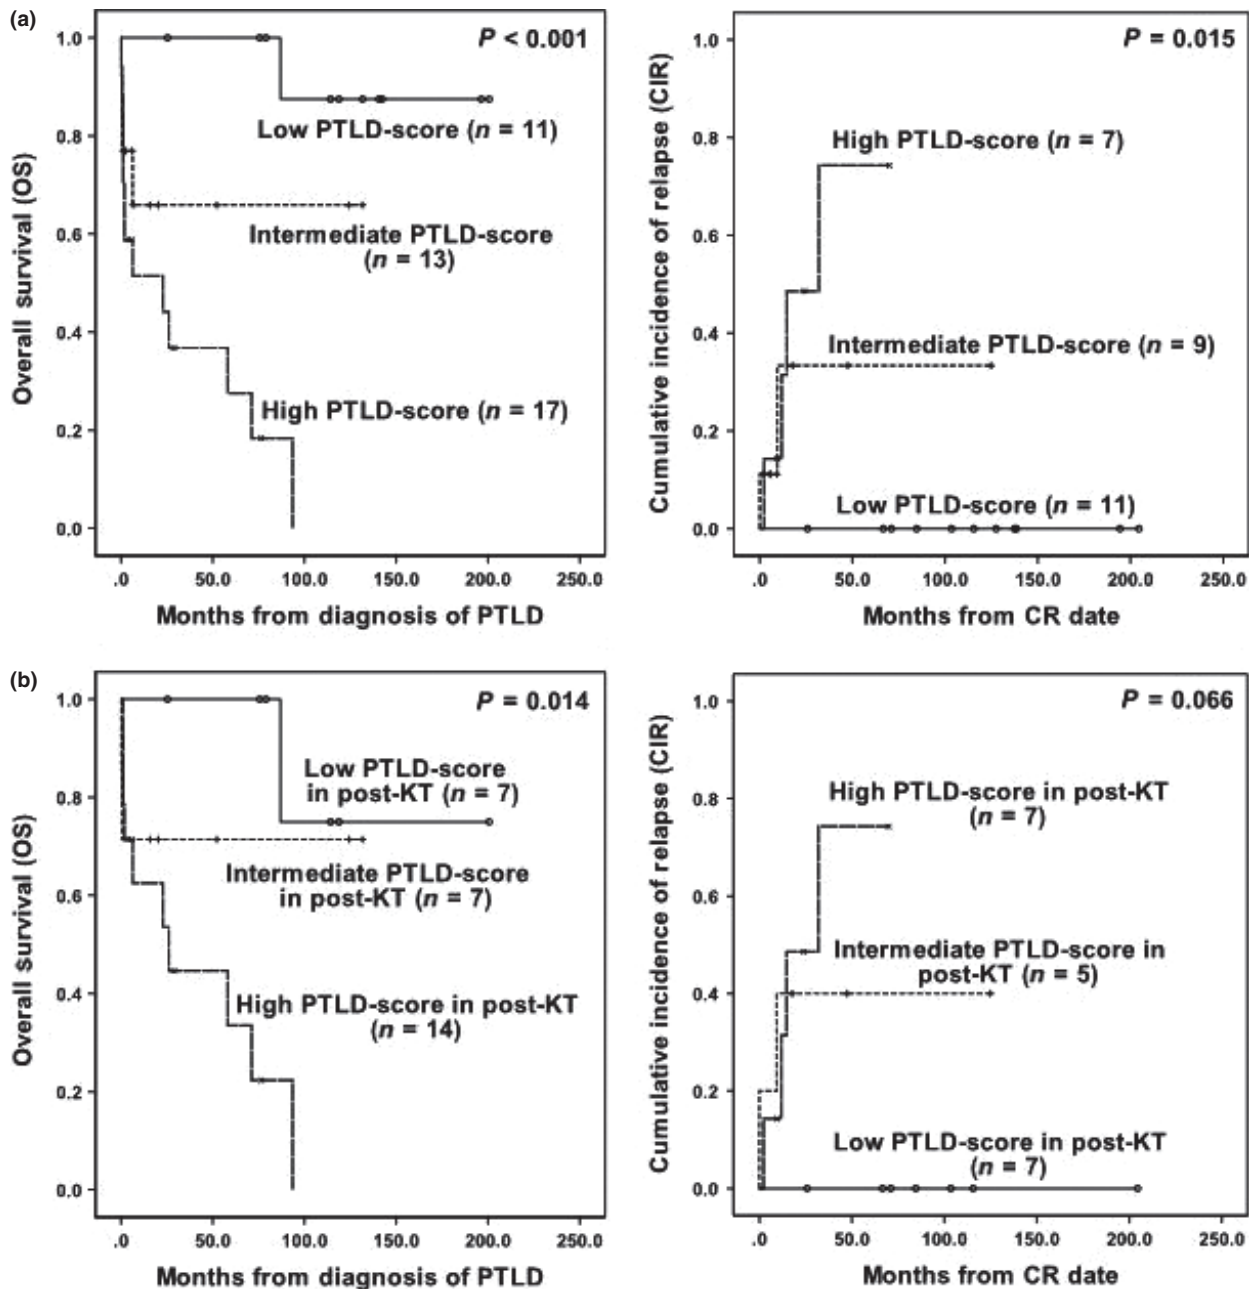 (a)
P < 0.001
Low PTLD-score (n = 11)
Intermediate PTLD-score
(n = 13)
High PTLD-score (n = 17)
Overall survival (OS)
1.0
0.8
0.6
0.4
0.2
0.0
.0 50.0 100.0 150.0 200.0 250.0
Months from diagnosis of PTLD
P = 0.015
High PTLD-score (n = 7)
Intermediate PTLD-score (n = 9)
Low PTLD-score (n = 11)
Cumulative incidence of relapse (CIR)
1.0
0.8
0.6
0.4
0.2
0.0
.0 50.0 100.0 150.0 200.0 250.0
Months from CR date
(b)
P = 0.014
Low PTLD-score
in post-KT (n = 7)
Intermediate PTLD-score
in post-KT (n = 7)
High PTLD-score in post-KT
(n = 14)
Overall survival (OS)
1.0
0.8
0.6
0.4
0.2
0.0
.0 50.0 100.0 150.0 200.0 250.0
Months from diagnosis of PTLD
P = 0.066
High PTLD-score in post-KT
(n = 7)
Intermediate PTLD-score in
post-KT (n = 5)
Low PTLD-score in post-KT
(n = 7)
Cumulative incidence of relapse (CIR)
1.0
0.8
0.6
0.4
0.2
0.0
.0 50.0 100.0 150.0 200.0 250.0
Months from CR date